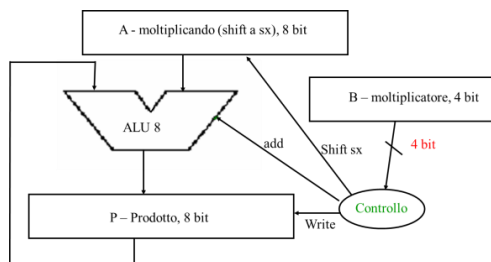 A - moltiplicando (shift a sx), 8 bit
B – moltiplicatore, 4 bit
ALU 8
add
Shift sx
4 bit
Controllo
P – Prodotto, 8 bit
Write